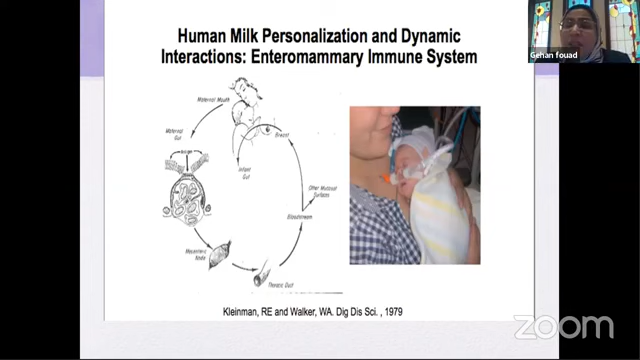 Human Milk Personalization and Dynamic
Interactions: Enteromammary Immune System
Gehan fouad
Maternal Mouth
Maternal
Gut
Breast
Infant
Gut
Other Mucosal
Surfaces
Bloodstream
Mesenteric
Node
Thoracic Duct
Kleinman, RE and Walker, WA. Dig Dis Sci. , 1979
zoom